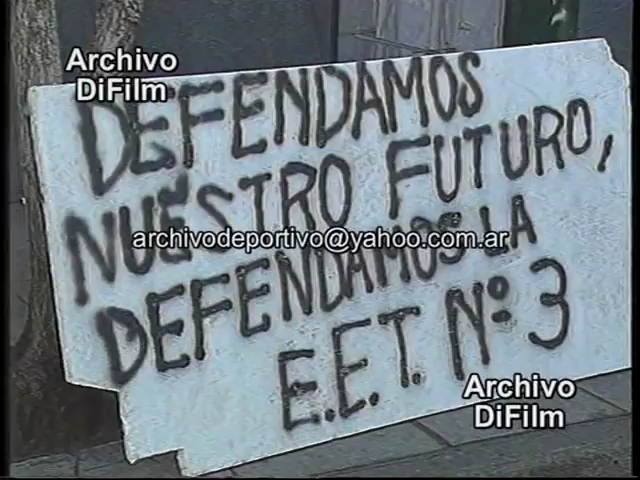 Archivo
DiFilm
DEFENDAMOS
NUESTRO FUTURO,
archivodeportivo@yahoo.com.ar
DEFENDAMOS LA
E.E.T. Nº 3
Archivo
DiFilm